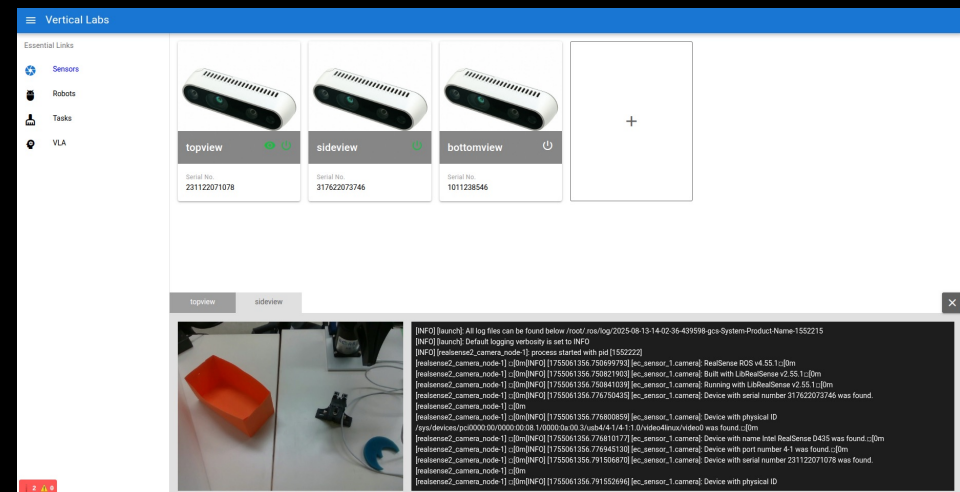 Vertical Labs
Essential Links
Sensors
Robots
Tasks
VLA
topview
sideview
bottomview
Serial No.
231122071078
Serial No.
317622073746
Serial No.
1011238546
+
topview
sideview
[INFO] [launch]: All log files can be found below /root/.ros/log/2025-08-13-14-02-36-439598-gcs-System-Product-Name-1552215
[INFO] [launch]: Default logging verbosity is set to INFO
[INFO] [realsense2_camera_node-1]: process started with pid [1552222]
[realsense2_camera_node-1] □[0m[INFO] [1755061356.750699793] [ec_sensor_1.camera]: RealSense ROS v4.55.1□[0m
[realsense2_camera_node-1] □[0m[INFO] [1755061356.750821903] [ec_sensor_1.camera]: Built with LibRealSense v2.55.1□[0m
[realsense2_camera_node-1] □[0m[INFO] [1755061356.750841039] [ec_sensor_1.camera]: Running with LibRealSense v2.55.1□[0m
[realsense2_camera_node-1] □[0m[INFO] [1755061356.776750435] [ec_sensor_1.camera]: Device with serial number 317622073746 was found.
[realsense2_camera_node-1] □[0m
[realsense2_camera_node-1] □[0m[INFO] [1755061356.776800859] [ec_sensor_1.camera]: Device with physical ID
/sys/devices/pci0000:00/0000:00:08.1/0000:0a:00.3/usb4/4-1/4-1:1.0/video4linux/video0 was found.□[0m
[realsense2_camera_node-1] □[0m[INFO] [1755061356.776810177] [ec_sensor_1.camera]: Device with name Intel RealSense D435 was found.□[0m
[realsense2_camera_node-1] □[0m[INFO] [1755061356.776945130] [ec_sensor_1.camera]: Device with port number 4-1 was found.□[0m
[realsense2_camera_node-1] □[0m[INFO] [1755061356.791506870] [ec_sensor_1.camera]: Device with serial number 231122071078 was found.
[realsense2_camera_node-1] □[0m
[realsense2_camera_node-1] □[0m[INFO] [1755061356.791552696] [ec_sensor_1.camera]: Device with physical ID
2 0